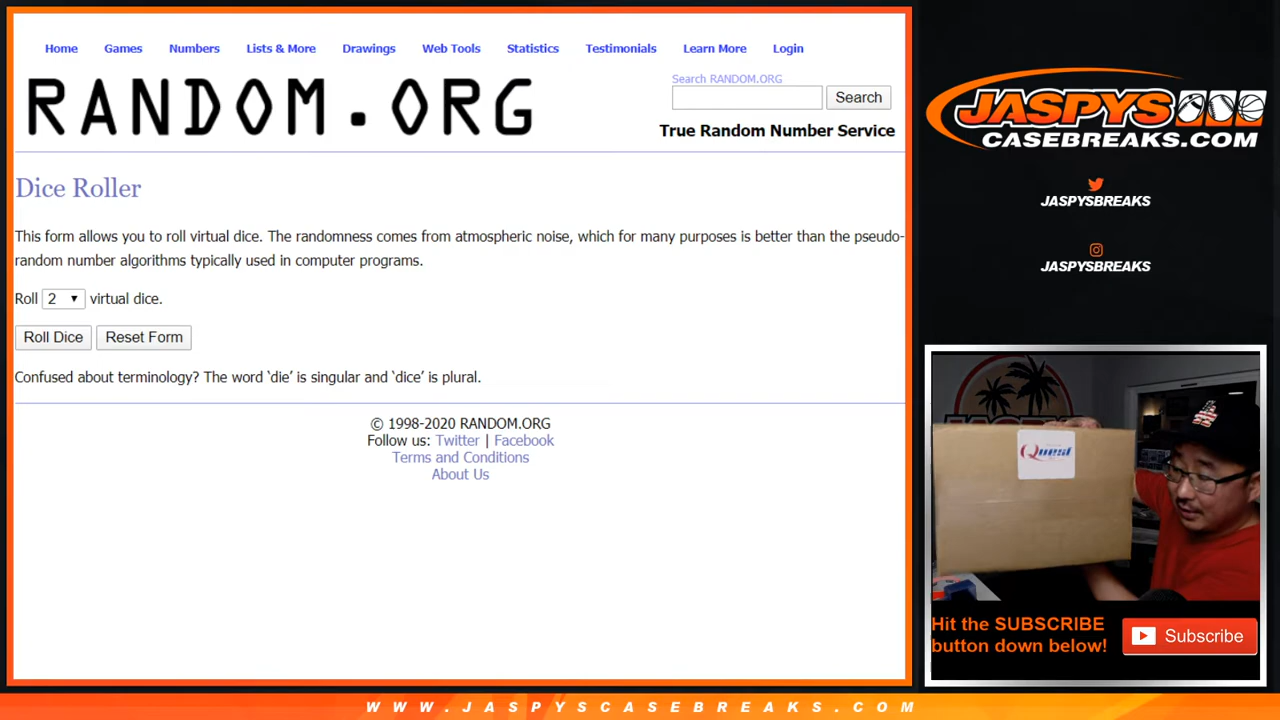 Home Games Numbers Lists & More Drawings Web Tools Statistics Testimonials Learn More Login
RANDOM.ORG
Search RANDOM.ORG
Search
True Random Number Service
Dice Roller
This form allows you to roll virtual dice. The randomness comes from atmospheric noise, which for many purposes is better than the pseudo-
random number algorithms typically used in computer programs.
Roll 2 virtual dice.
Roll Dice Reset Form
Confused about terminology? The word ‘die’ is singular and ‘dice’ is plural.
© 1998-2020 RANDOM.ORG
Follow us: Twitter | Facebook
Terms and Conditions
About Us
JASPYS
CASEBREAKS.COM
JASPYSBREAKS
JASPYSBREAKS
Quest
Hit the SUBSCRIBE
button down below!
Subscribe
WWW.JASPYSCASEBREAKS.COM